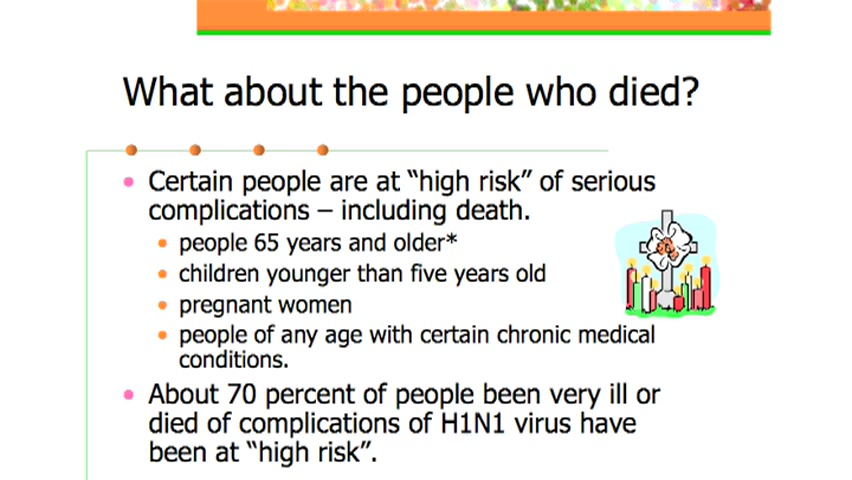 What about the people who died?
Certain people are at “high risk” of serious
complications – including death.
people 65 years and older*
children younger than five years old
pregnant women
people of any age with certain chronic medical
conditions.
About 70 percent of people been very ill or
died of complications of H1N1 virus have
been at “high risk”.